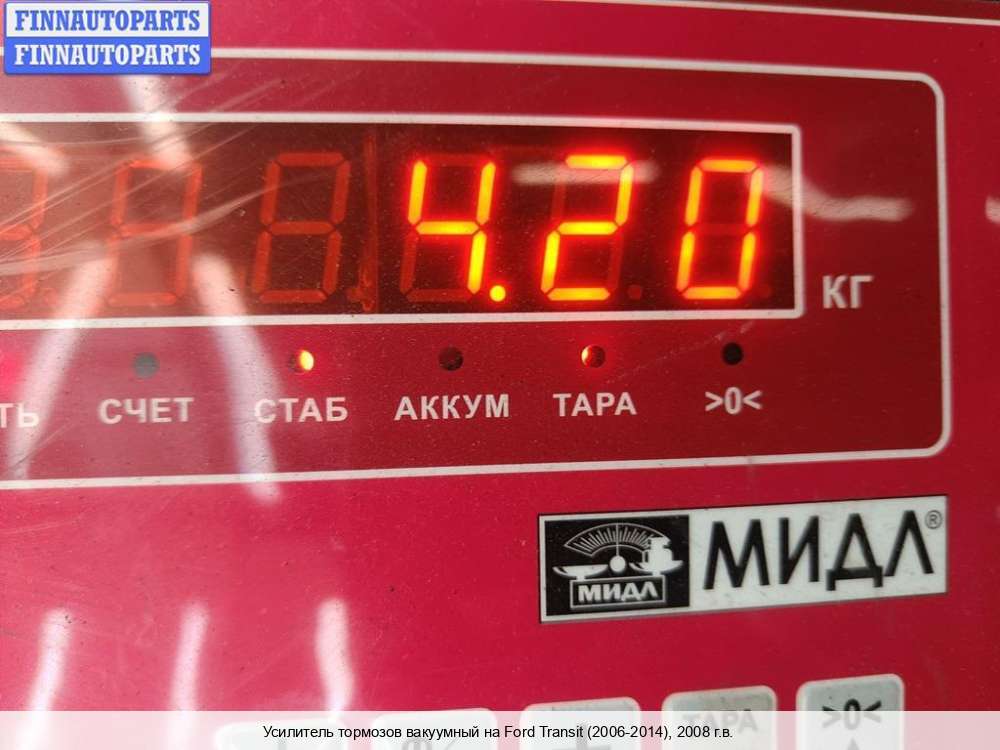 FINNAUTOPARTS
FINNAUTOPARTS
4.20
КГ
СЧЕТ СТАБ АККУМ ТАРА >0<
МИДЛ МИДЛ®
ТАРА >0<
Усилитель тормозов вакуумный на Ford Transit (2006-2014), 2008 г.в.